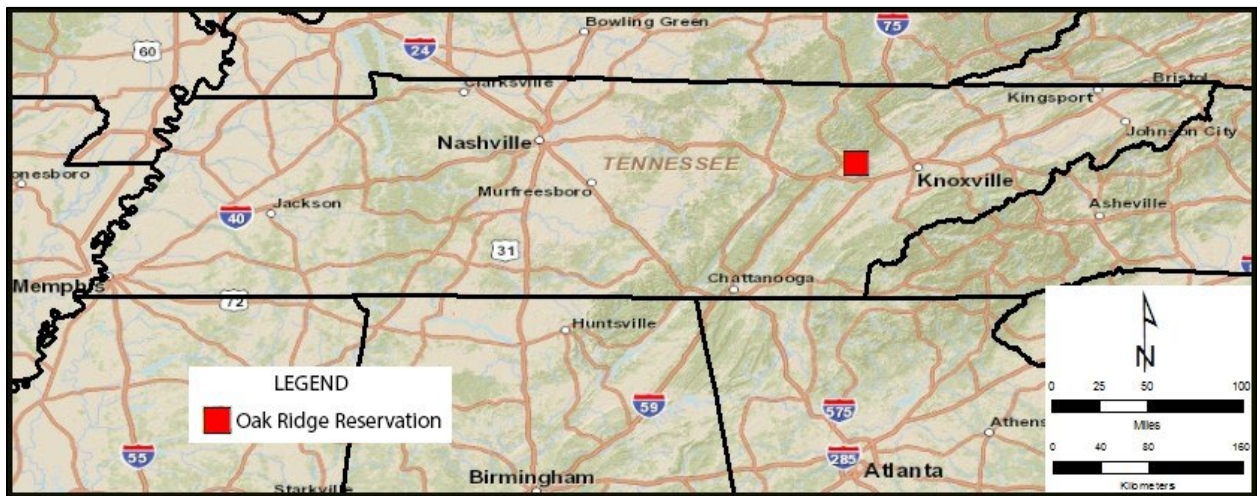 Bowling Green
75
60
24
Clarksville
Bristol
Kingsport
Johnson City
Nashville
TENNESSEE
onesboro
Murfreesboro
Knoxville
Jackson
40
Asheville
31
Memphis
Chattanooga
72
Huntsville
LEGEND
Oak Ridge Reservation
N
0 25 50 100
Miles
0 40 80 160
Kilometers
59
575
Athens
55
285
Atlanta
Birmingham
Starkville